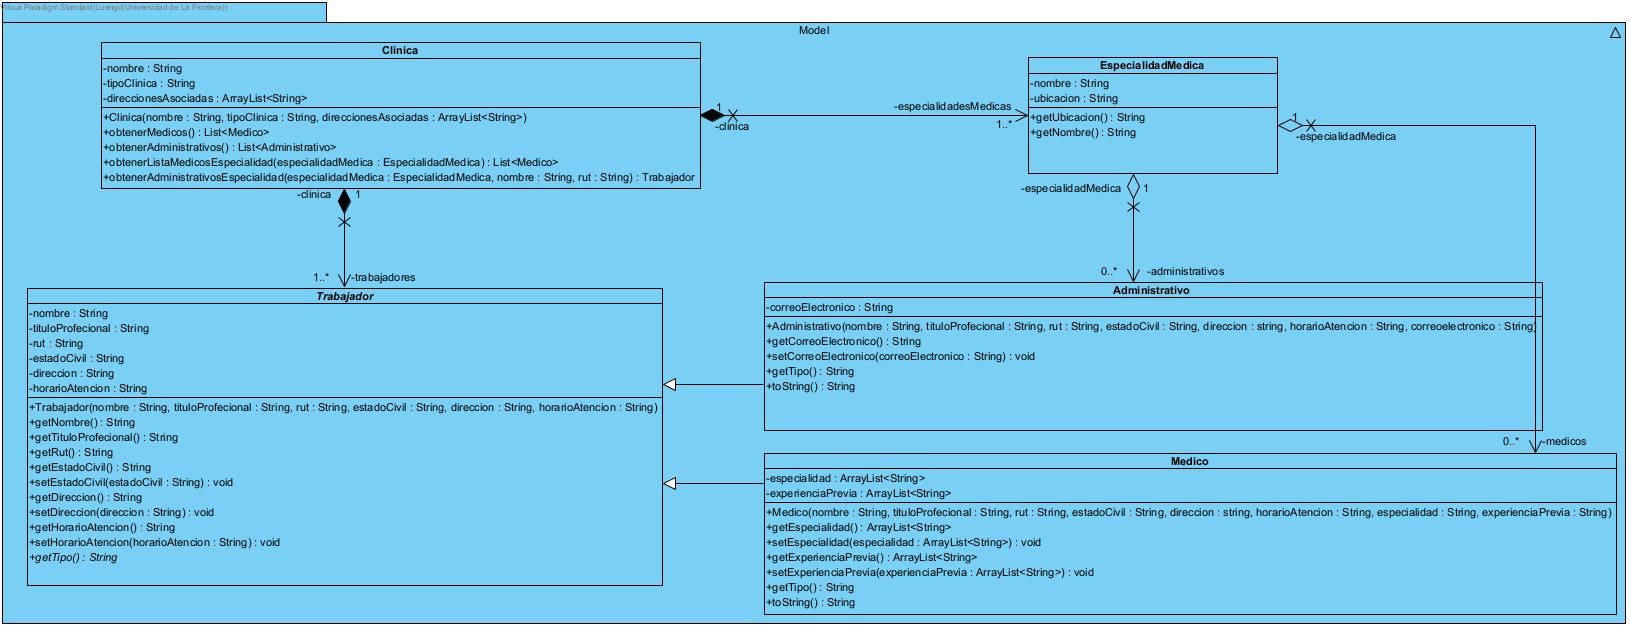 Visual Paradigm Standard(Luengo(Universidad de La Frontera))
Model
Clinica
-nombre : String
-tipoClinica : String
-direccionesAsociadas : ArrayList<String>
+Clinica(nombre : String, tipoClinica : String, direccionesAsociadas : ArrayList<String>)
+obtenerMedicos() : List<Medico>
+obtenerAdministrativos() : List<Administrativo>
+obtenerListaMedicosEspecialidad(especialidadMedica : EspecialidadMedica) : List<Medico>
+obtenerAdministrativosEspecialidad(especialidadMedica : EspecialidadMedica, nombre : String, rut : String) : Trabajador
1
-clinica
-especialidadesMedicas
1..*
EspecialidadMedica
-nombre : String
-ubicacion : String
+getUbicacion() : String
+getNombre() : String
1
-especialidadMedica
-clinica
1
1..*
-trabajadores
-especialidadMedica
1
0..*
-administrativos
Trabajador
-nombre : String
-tituloProfecional : String
-rut : String
-estadoCivil : String
-direccion : String
-horarioAtencion : String
+Trabajador(nombre : String, tituloProfecional : String, rut : String, estadoCivil : String, direccion : String, horarioAtencion : String)
+getNombre() : String
+getTituloProfecional() : String
+getRut() : String
+getEstadoCivil() : String
+setEstadoCivil(estadoCivil : String) : void
+getDireccion() : String
+setDireccion(direccion : String) : void
+getHorarioAtencion() : String
+setHorarioAtencion(horarioAtencion : String) : void
+getTipo() : String
Administrativo
-correoElectronico : String
+Administrativo(nombre : String, tituloProfecional : String, rut : String, estadoCivil : String, direccion : string, horarioAtencion : String, correoelectronico : String)
+getCorreoElectronico() : String
+setCorreoElectronico(correoElectronico : String) : void
+getTipo() : String
+toString() : String
0..*
-medicos
Medico
-especialidad : ArrayList<String>
-experienciaPrevia : ArrayList<String>
+Medico(nombre : String, tituloProfecional : String, rut : String, estadoCivil : String, direccion : string, horarioAtencion : String, especialidad : String, experienciaPrevia : String)
+getEspecialidad() : ArrayList<String>
+setEspecialidad(especialidad : ArrayList<String>) : void
+getExperienciaPrevia() : ArrayList<String>
+setExperienciaPrevia(experienciaPrevia : ArrayList<String>) : void
+getTipo() : String
+toString() : String